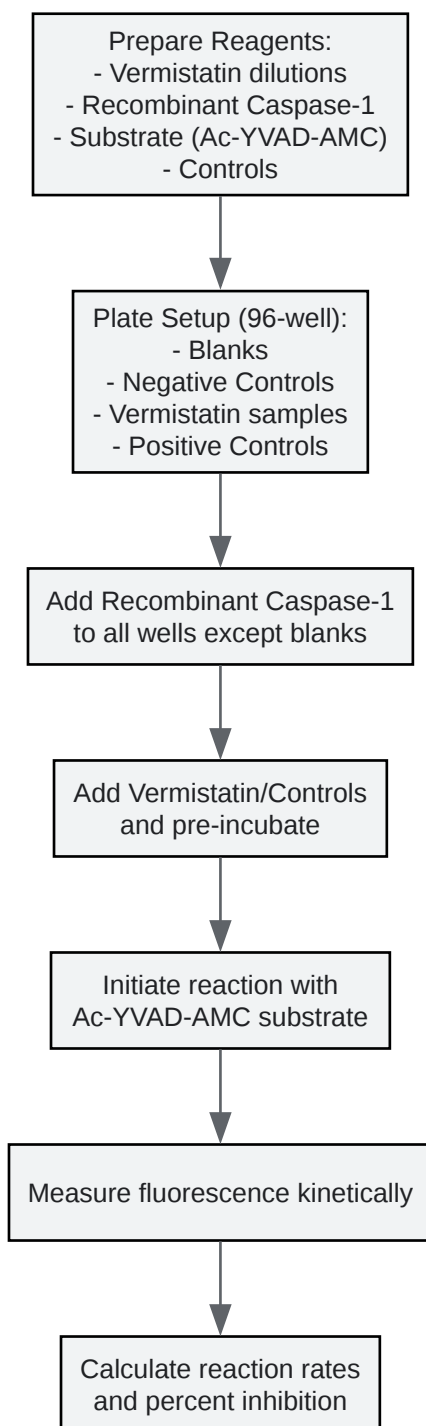 Prepare Reagents:
- Vermistatin dilutions
- Recombinant Caspase-1
- Substrate (Ac-YVAD-AMC)
- Controls
Plate Setup (96-well):
- Blanks
- Negative Controls
- Vermistatin samples
- Positive Controls
Add Recombinant Caspase-1
to all wells except blanks
Add Vermistatin/Controls
and pre-incubate
Initiate reaction with
Ac-YVAD-AMC substrate
Measure fluorescence kinetically
Calculate reaction rates
and percent inhibition